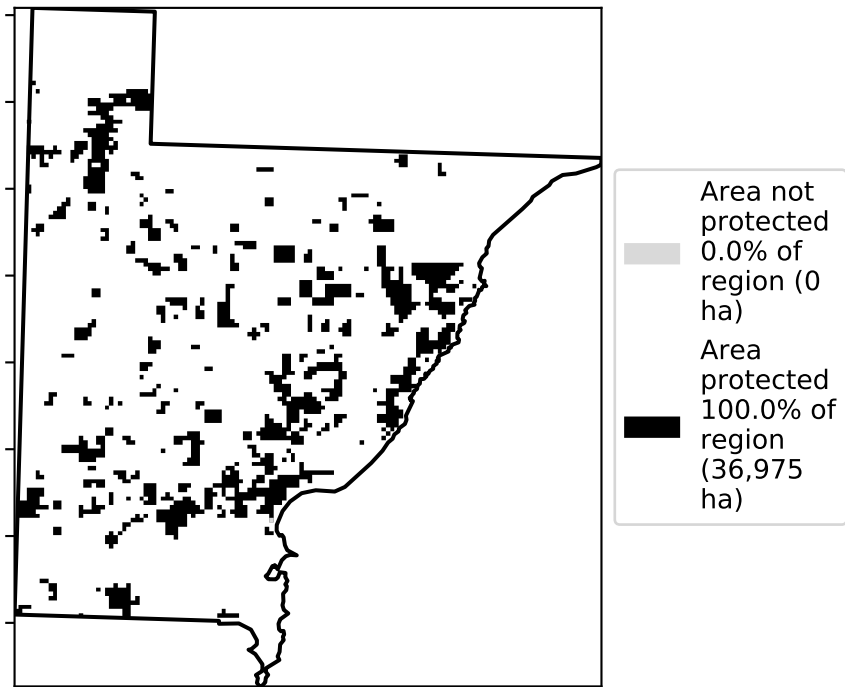 Area not
protected
0.0% of
region (0
ha)
Area
protected
100.0% of
region
(36,975
ha)